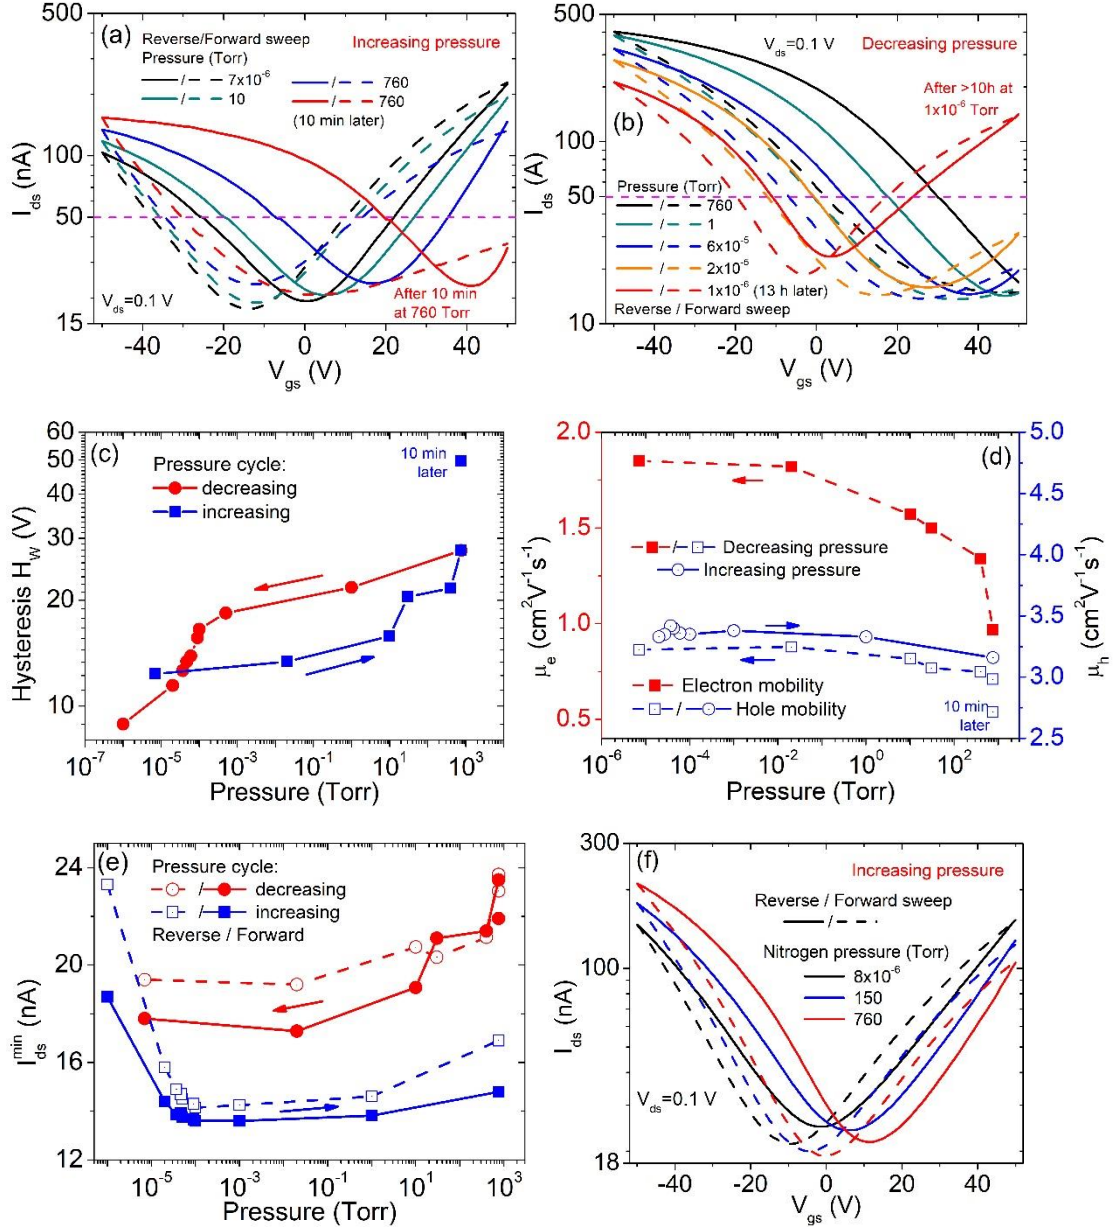 (a)
Reverse/Forward sweep
Pressure (Torr)
Increasing pressure
/ 7x10⁻⁶
/ 10
/ 760
/ 760
(10 min later)
V_ds=0.1 V
After 10 min
at 760 Torr
500
100
50
15
I_ds (nA)
-40 -20 0 20 40
V_gs (V)
V_ds=0.1 V
Decreasing pressure
After >10h at
1x10⁻⁶ Torr
(b)
Pressure (Torr)
/ 760
/ 1
/ 6x10⁻⁵
/ 2x10⁻⁵
/ 1x10⁻⁶ (13 h later)
Reverse / Forward sweep
500
100
50
10
I_ds (A)
-40 -20 0 20 40
V_gs (V)
(c)
Pressure cycle:
decreasing
increasing
10 min
later
60
50
40
30
20
10
Hysteresis H_W (V)
10⁻⁷ 10⁻⁵ 10⁻³ 10⁻¹ 10¹ 10³
Pressure (Torr)
(d)
/ Decreasing pressure
Increasing pressure
Electron mobility
/ Hole mobility
10 min
later
2.0
1.5
1.0
0.5
μ_e (cm²V⁻¹s⁻¹)
5.0
4.5
4.0
3.5
3.0
2.5
μ_h (cm²V⁻¹s⁻¹)
10⁻⁶ 10⁻⁴ 10⁻² 10⁰ 10²
Pressure (Torr)
(e)
Pressure cycle:
/ decreasing
/ increasing
Reverse / Forward
24
20
16
12
I_ds^min (nA)
10⁻⁵ 10⁻³ 10⁻¹ 10¹ 10³
Pressure (Torr)
(f)
Increasing pressure
Reverse / Forward sweep
/
Nitrogen pressure (Torr)
8x10⁻⁶
150
760
V_ds=0.1 V
300
100
18
I_ds (nA)
-40 -20 0 20 40
V_gs (V)